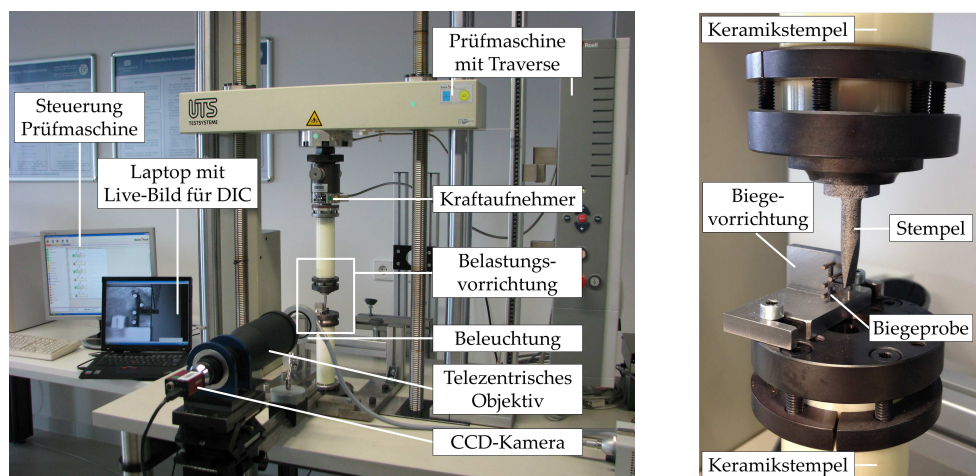 Steuerung
Prüfmaschine
Laptop mit
Live-Bild für DIC
UTS
TESTSYSTEME
Roell
Prüfmaschine
mit Traverse
Kraftaufnehmer
Belastungs-
vorrichtung
Beleuchtung
Telezentrisches
Objektiv
CCD-Kamera
Keramikstempel
Biege-
vorrichtung
Stempel
Biegeprobe
Keramikstempel